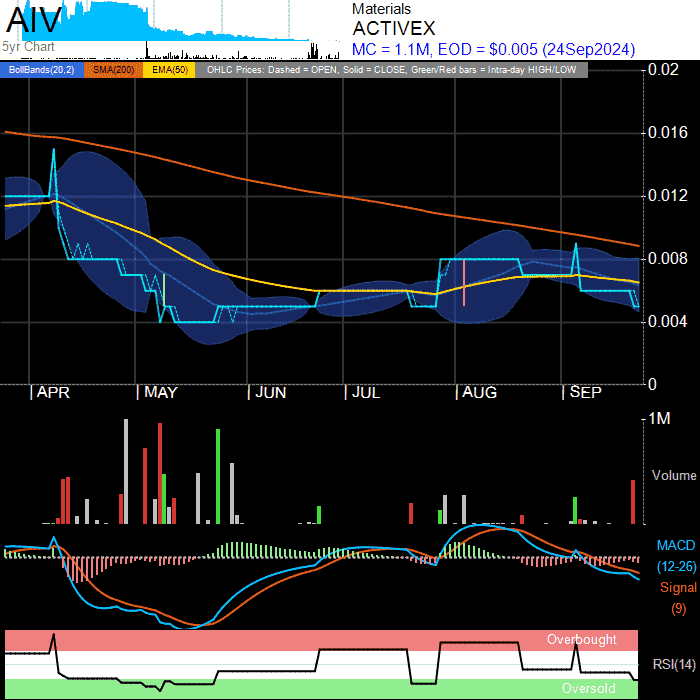 AIV
5yr Chart
Materials
ACTIVEX
MC = 1.1M, EOD = $0.005 (24Sep2024)
BollBands(20,2) SMA(200) EMA(50) OHLC Prices: Dashed = OPEN, Solid = CLOSE, Green/Red bars = Intra-day HIGH/LOW
0.02
0.016
0.012
0.008
0.004
0
APR MAY JUN JUL AUG SEP
1M
Volume
MACD
(12-26)
Signal
(9)
Overbought
RSI(14)
Oversold